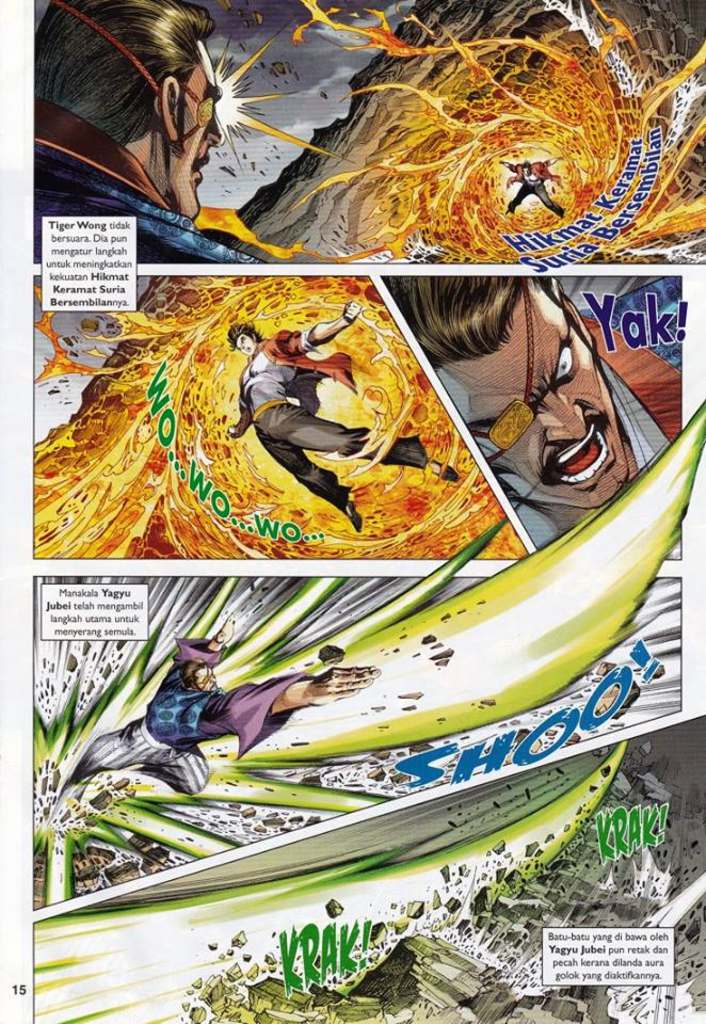 Hikmat Keramat
Suria Bersembilan
Tiger Wong tidak
bersuara. Dia pun
mengatur langkah
untuk meningkatkan
kekuatan Hikmat
Keramat Suria
Bersembilannya.
WO...WO...WO...
Yak!
Manakala Yagyu
Jubei telah mengambil
langkah utama untuk
menyerang semula.
SHOO!
KRAK!
KRAK!
Batu-batu yang di bawa oleh
Yagyu Jubei pun retak dan
pecah kerana dilanda aura
golok yang diaktifkannya.
15